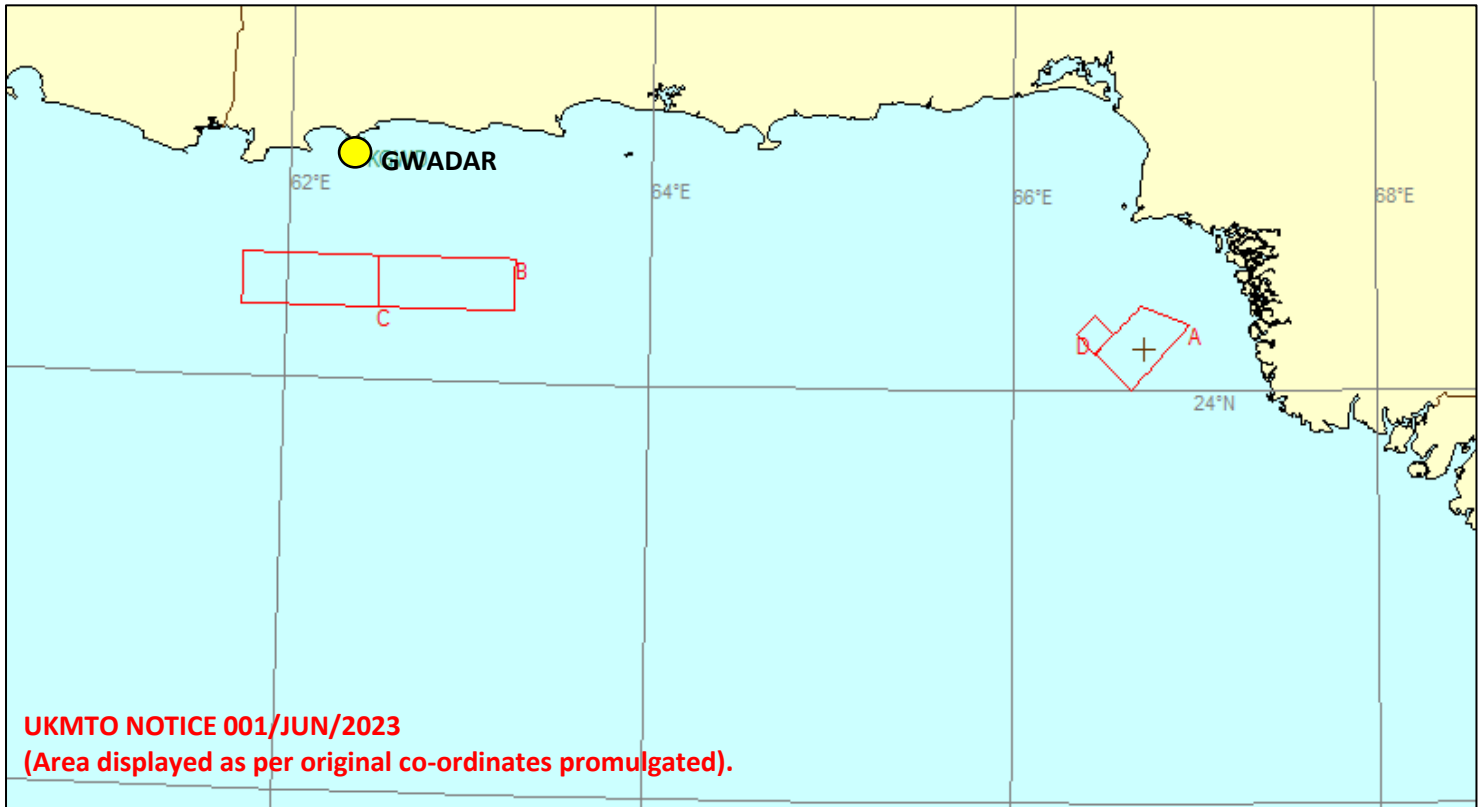 GWADAR
62°E
64°E
66°E
68°E
B
C
A
D
24°N
UKMTO NOTICE 001/JUN/2023
(Area displayed as per original co-ordinates promulgated).